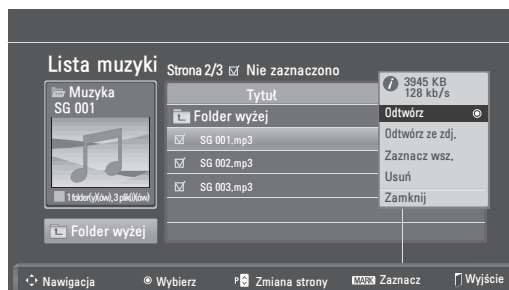 Lista muzyki
Strona 2/3 Nie zaznaczono
Muzyka
SG 001
1 folder(y)(ów), 3 plik(i)(ów)
Folder wyżej
Tytuł
Folder wyżej
SG 001.mp3
SG 002.mp3
SG 003.mp3
3945 KB
128 kb/s
Odtwórz
Odtwórz ze zdj.
Zaznacz wsz.
Usuń
Zamknij
Nawigacja Wybierz P Zmiana strony MARK Zaznacz Wyjście